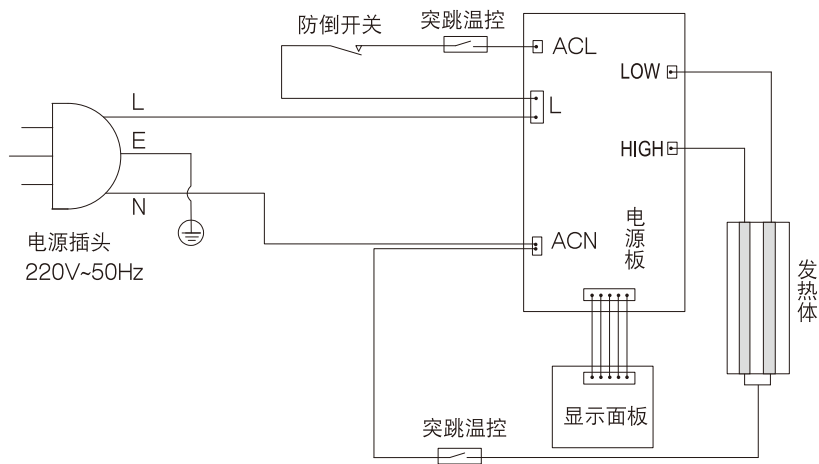 防倒开关
突跳温控
ACL
LOW
L
L
E
HIGH
N
电源插头
220V~50Hz
ACN
电源板
发热体
显示面板
突跳温控